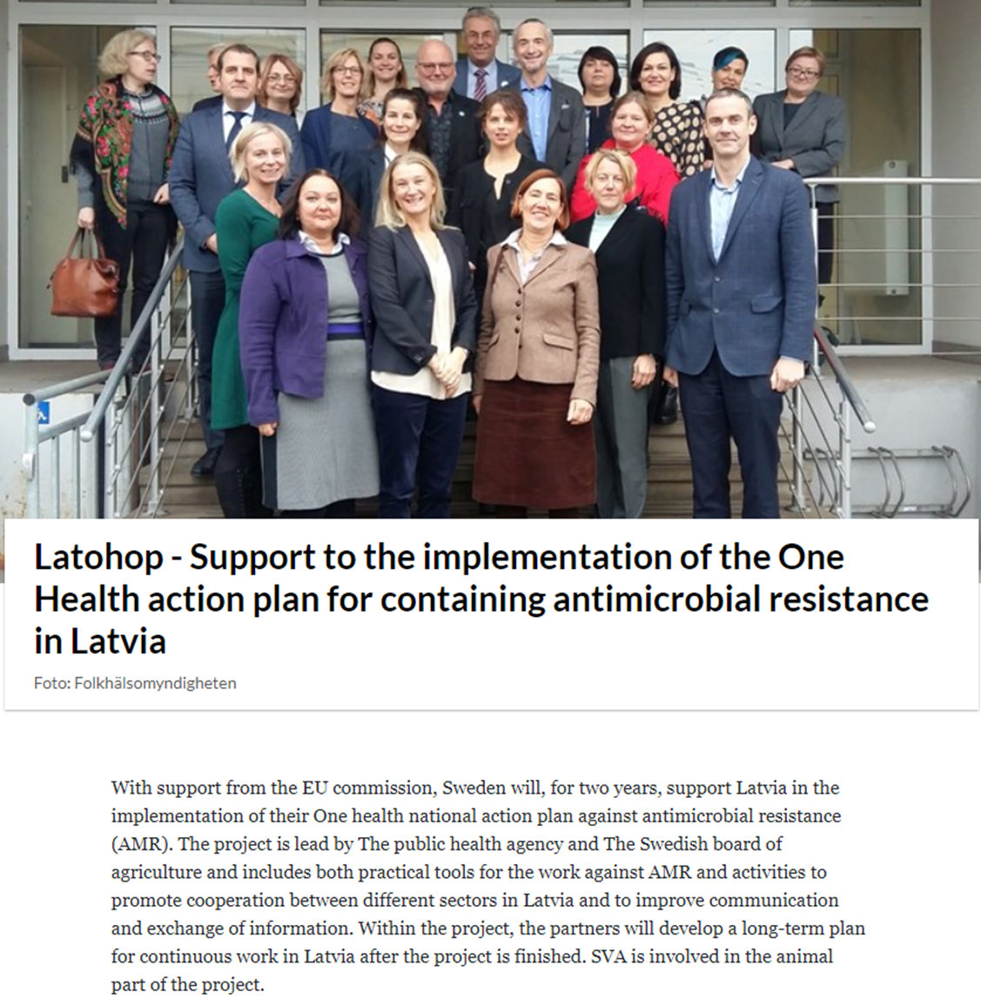 Latohop - Support to the implementation of the One
Health action plan for containing antimicrobial resistance
in Latvia
Foto: Folkhälsomyndigheten
With support from the EU commission, Sweden will, for two years, support Latvia in the
implementation of their One health national action plan against antimicrobial resistance
(AMR). The project is lead by The public health agency and The Swedish board of
agriculture and includes both practical tools for the work against AMR and activities to
promote cooperation between different sectors in Latvia and to improve communication
and exchange of information. Within the project, the partners will develop a long-term plan
for continuous work in Latvia after the project is finished. SVA is involved in the animal
part of the project.